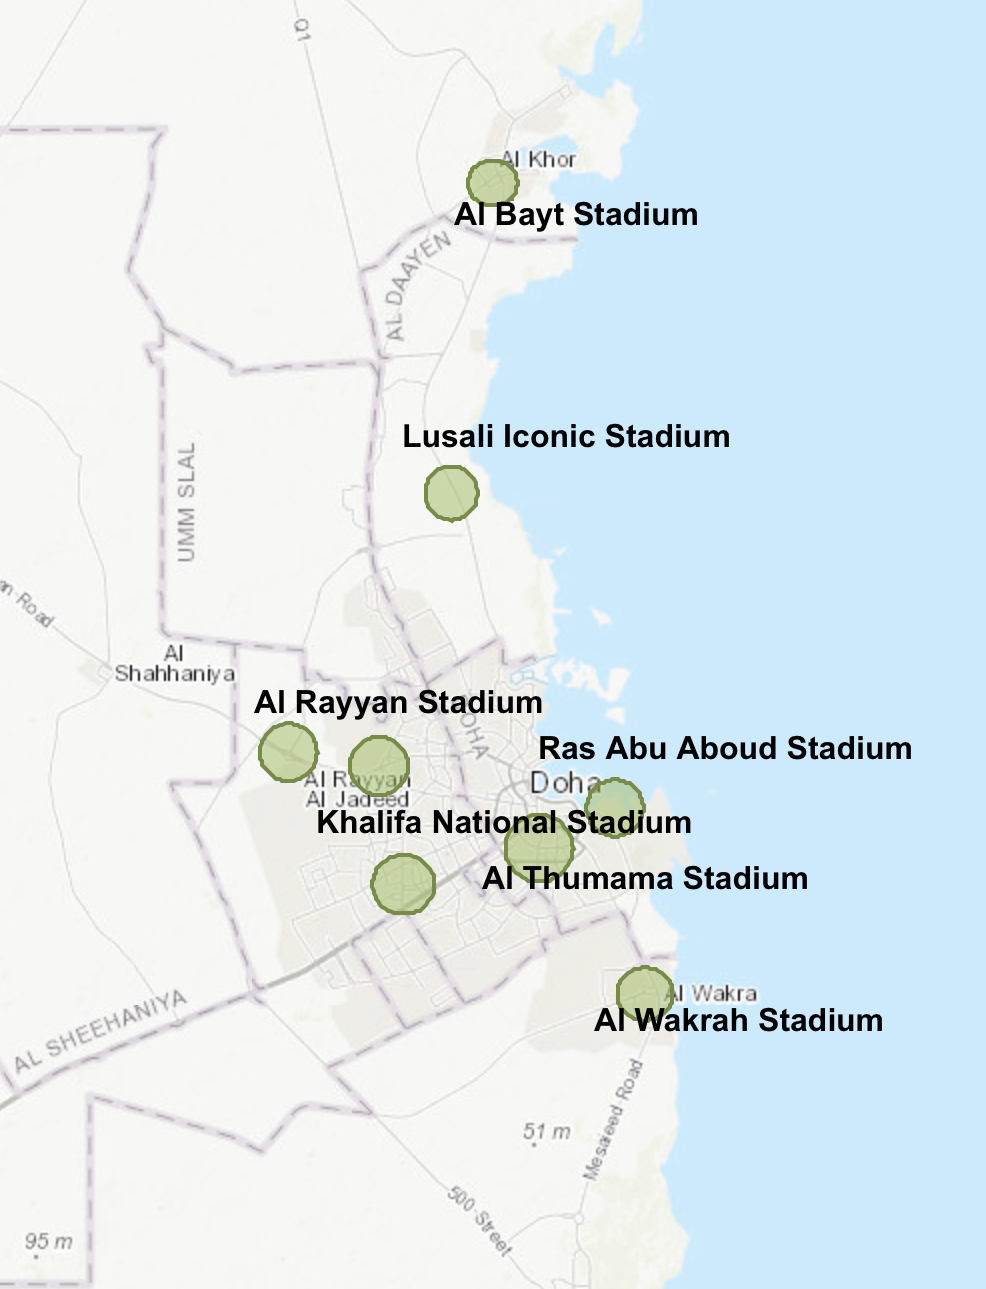 Q1
Al Khor
Al Bayt Stadium
AL DAAYEN
Lusali Iconic Stadium
UMM SLAL
Road
Al
Shahhaniya
Al Rayyan Stadium
DOHA
Ras Abu Aboud Stadium
Al Rayyan
Doha
Al Jadeed
Khalifa National Stadium
Al Thumama Stadium
Al Wakra
AL SHEEHANIYA
Al Wakrah Stadium
Mesaieed Road
51 m
500 Street
95 m